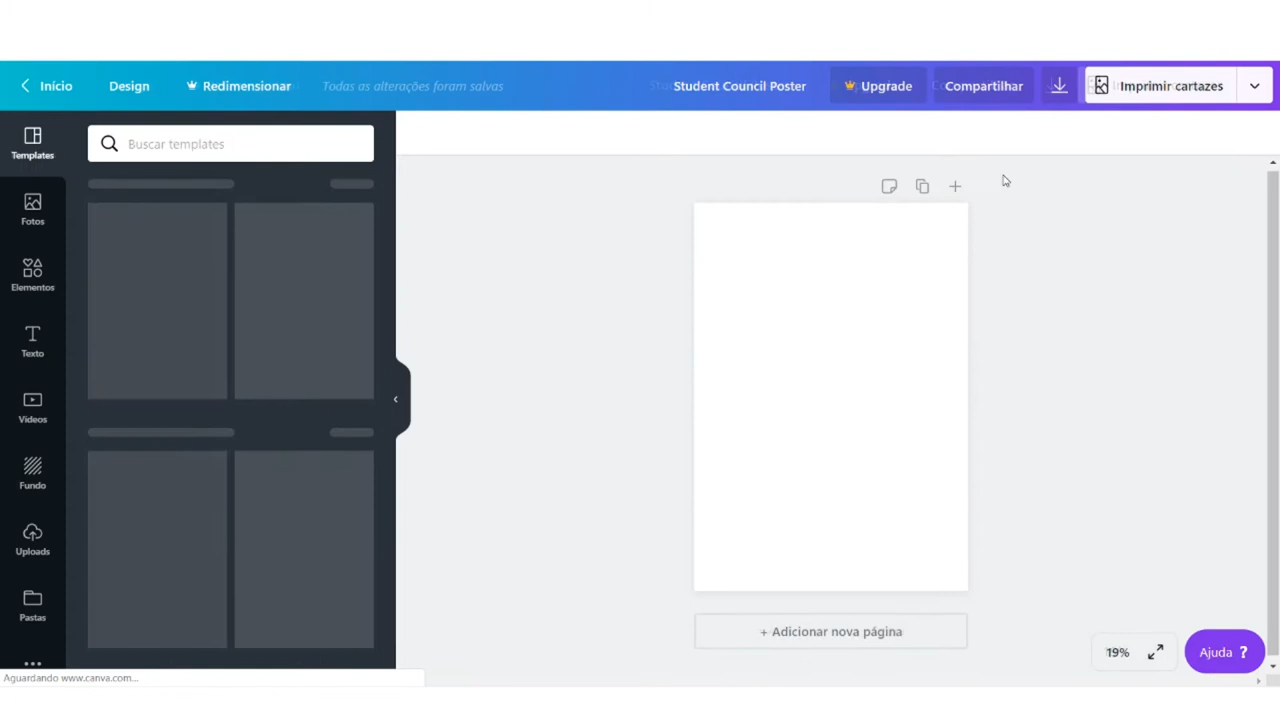 Início
Design
Redimensionar
Todas as alterações foram salvas
Student Council Poster
Upgrade
Compartilhar
Imprimir cartazes
Templates
Buscar templates
Fotos
Elementos
Texto
Vídeos
Fundo
Uploads
Pastas
+ Adicionar nova página
19%
Ajuda ?
Aguardando www.canva.com...